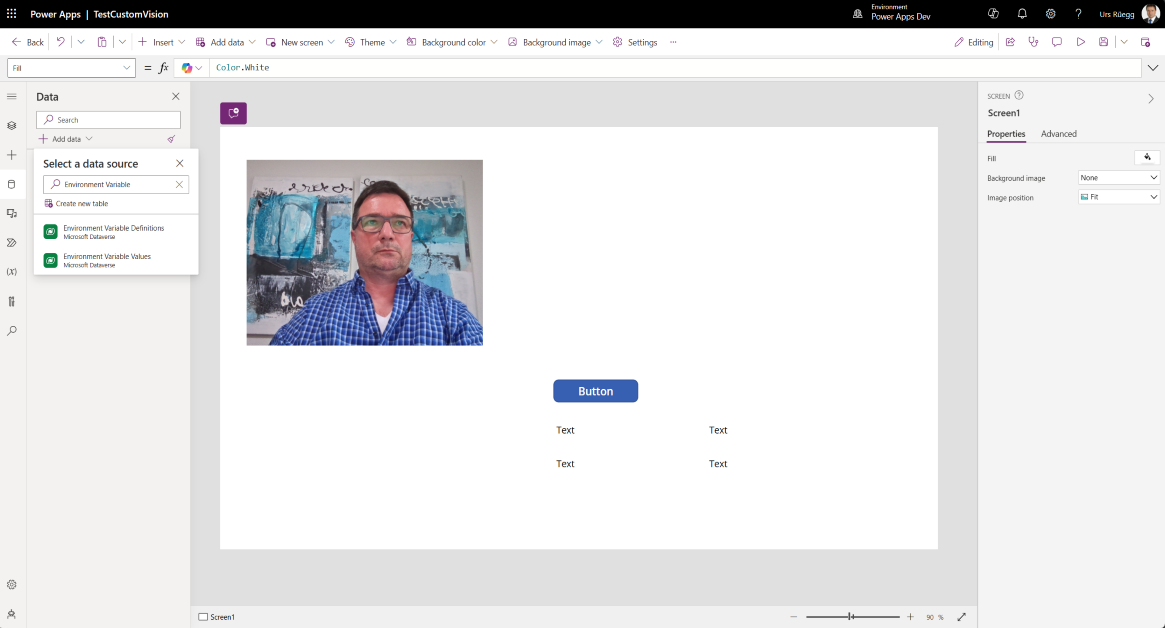 Power Apps | TestCustomVision
Environment
Power Apps Dev
Urs Rüegg
Back
Insert
Add data
New screen
Theme
Background color
Background image
Settings
Editing
Fill
= fx
Color.White
Data
Search
Add data
Select a data source
Environment Variable
Create new table
Environment Variable Definitions
Microsoft Dataverse
Environment Variable Values
Microsoft Dataverse
(x)
Button
Text Text
Text Text
SCREEN
Screen1
Properties Advanced
Fill
Background image None
Image position Fit
Screen1
90 %